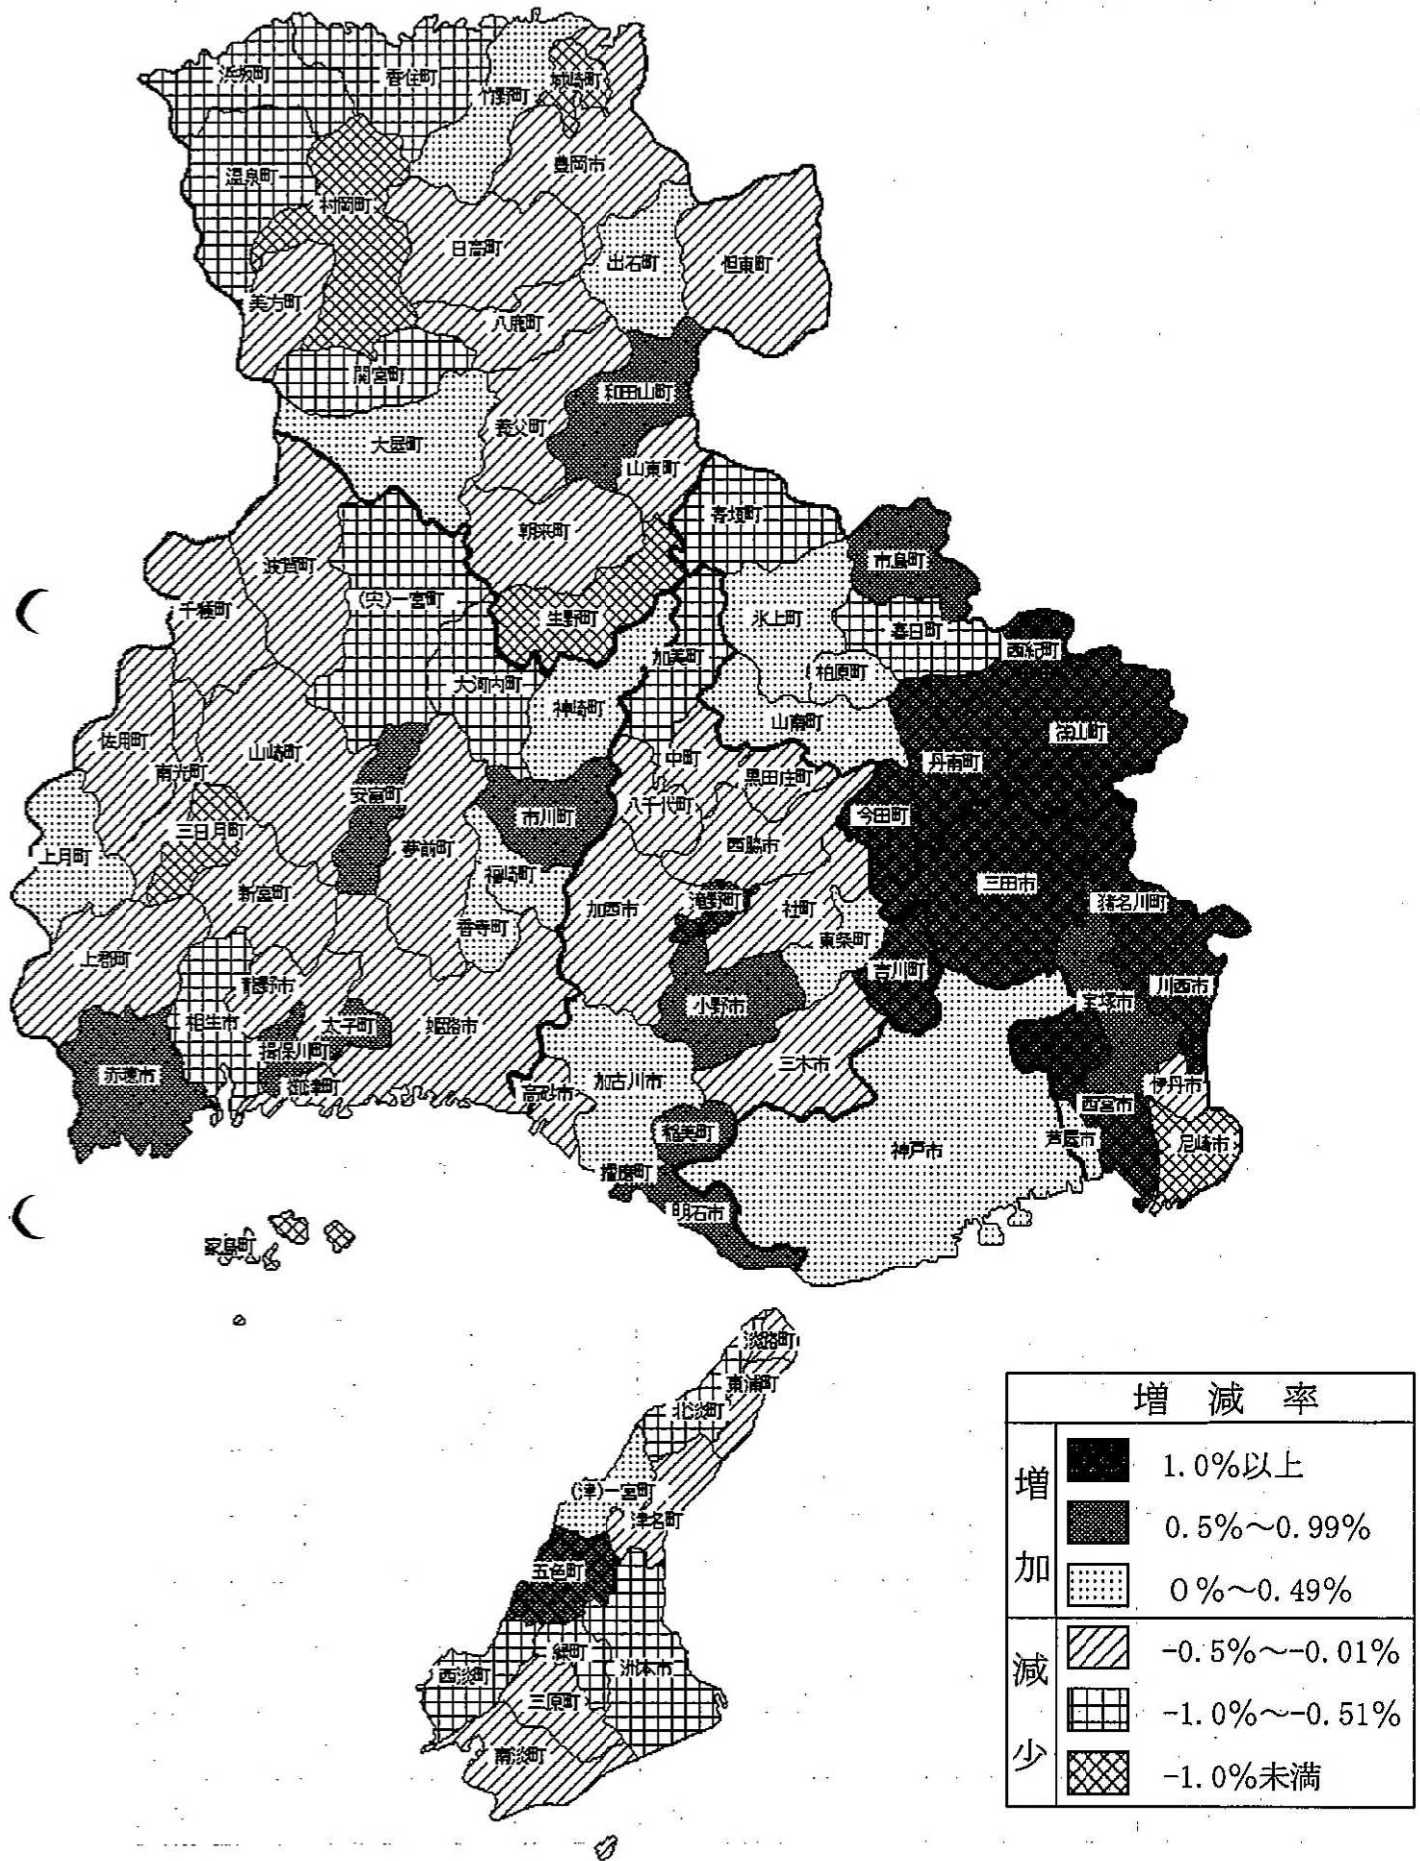 浜坂町
香住町
竹野町
城崎町
豊岡市
温泉町
村岡町
日高町
出石町
但東町
美方町
八鹿町
関宮町
和田山町
大屋町
養父町
山東町
青垣町
朝来町
市島町
波賀町
千種町
(宍)一宮町
生野町
氷上町
春日町
西紀町
加美町
柏原町
大河内町
神崎町
山南町
篠山町
佐用町
南光町
山崎町
中町
黒田庄町
丹南町
安富町
市川町
八千代町
今田町
三日月町
西脇市
上月町
夢前町
福崎町
新宮町
滝野町
三田市
猪名川町
加西市
社町
香寺町
東条町
上郡町
吉川町
龍野市
川西市
相生市
太子町
姫路市
小野市
宝塚市
揖保川町
三木市
赤穂市
御津町
高砂市
加古川市
伊丹市
西宮市
稲美町
芦屋市
神戸市
尼崎市
播磨町
明石市
家島町
淡路町
東浦町
北淡町
(津)一宮町
津名町
五色町
緑町
西淡町
洲本市
三原町
南淡町
増減率
増加
1.0%以上
0.5%～0.99%
0%～0.49%
減少
-0.5%～-0.01%
-1.0%～-0.51%
-1.0%未満